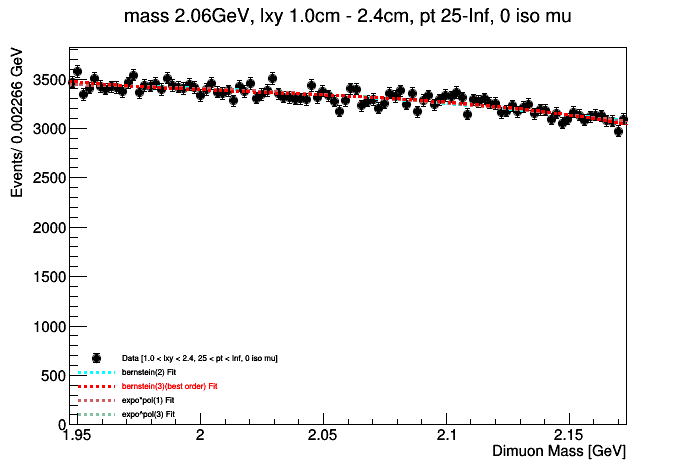 mass 2.06GeV, lxy 1.0cm - 2.4cm, pt 25-Inf, 0 iso mu
Events/ 0.002266 GeV
3500
3000
2500
2000
1500
1000
500
0
Data [1.0 < lxy < 2.4, 25 < pt < Inf, 0 iso mu]
bernstein(2) Fit
bernstein(3)(best order) Fit
expo*pol(1) Fit
expo^pol(3) Fit
1.95 2 2.05 2.1 2.15
Dimuon Mass [GeV]